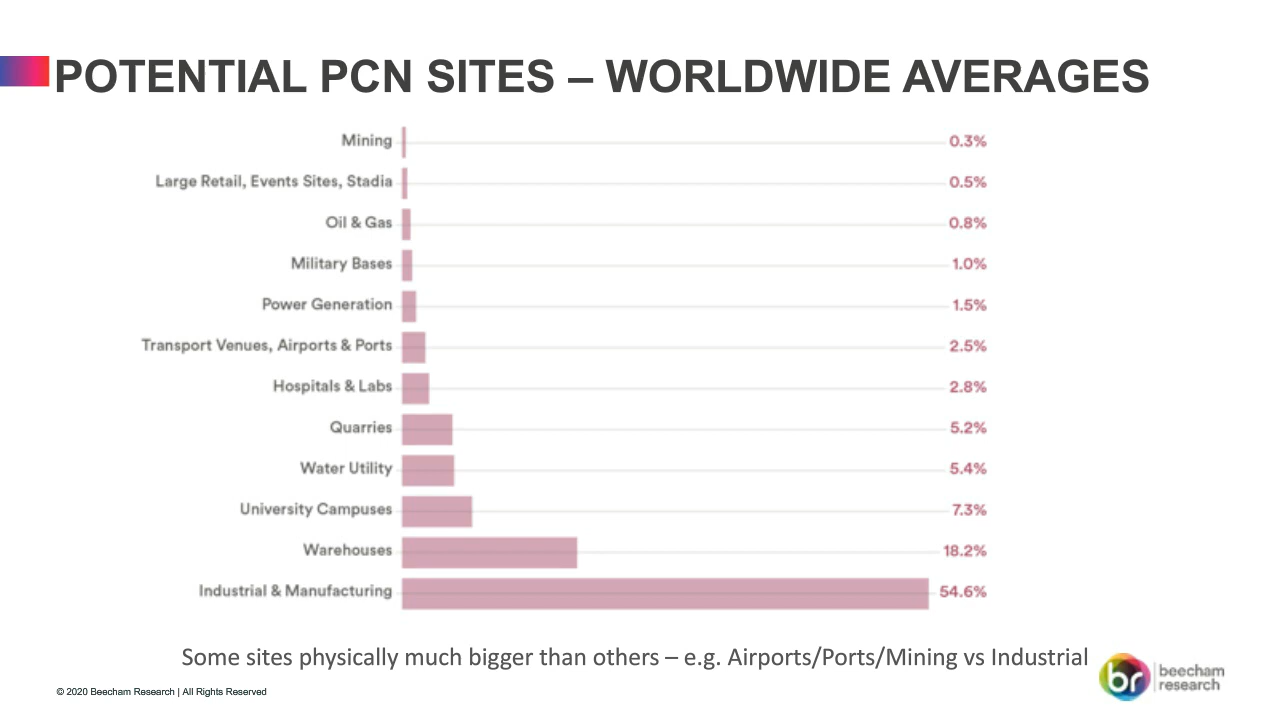 POTENTIAL PCN SITES – WORLDWIDE AVERAGES
Mining 0.3%
Large Retail, Events Sites, Stadia 0.5%
Oil & Gas 0.8%
Military Bases 1.0%
Power Generation 1.5%
Transport Venues, Airports & Ports 2.5%
Hospitals & Labs 2.8%
Quarries 5.2%
Water Utility 5.4%
University Campuses 7.3%
Warehouses 18.2%
Industrial & Manufacturing 54.6%
Some sites physically much bigger than others – e.g. Airports/Ports/Mining vs Industrial
br beecham
research
© 2020 Beecham Research | All Rights Reserved